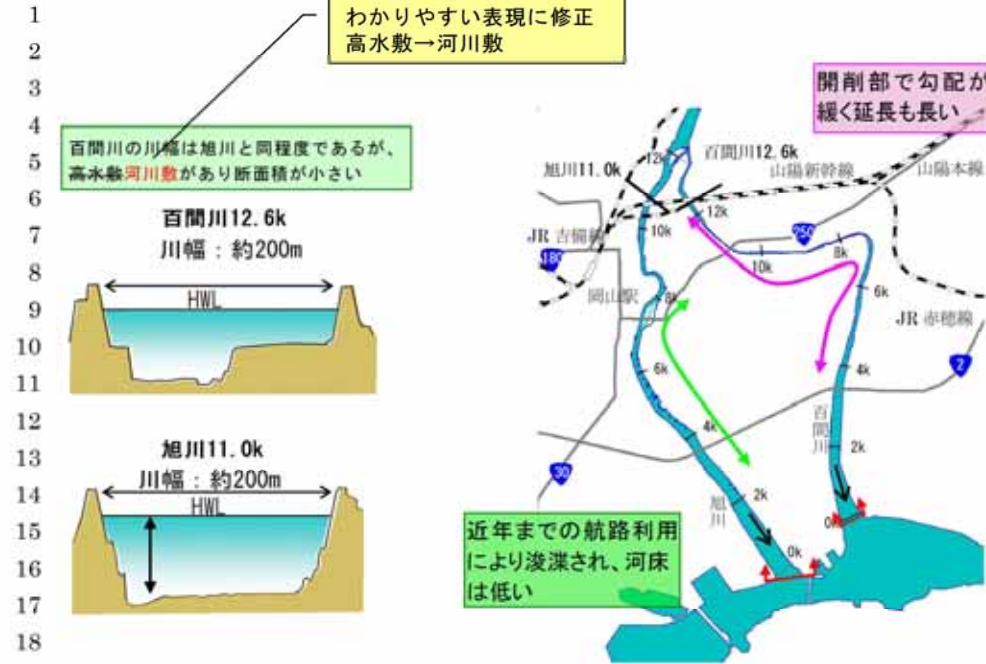 1
2
3
4
5
6
7
8
9
10
11
12
13
14
15
16
17
18
わかりやすい表現に修正
高水敷→河川敷
百間川の川幅は旭川と同程度であるが、
高水敷河川敷があり断面積が小さい
百間川12.6k
川幅：約200m
HWL
旭川11.0k
川幅：約200m
HWL
開削部で勾配が
緩く延長も長い
旭川11.0k
百間川12.6k
山陽新幹線
山陽本線
JR 吉備線
岡山駅
JR 赤穂線
180
250
2
30
12k
12k
10k
10k
8k
8k
6k
6k
4k
4k
2k
2k
0k
0k
百間川
旭川
近年までの航路利用
により浚渫され、河床
は低い